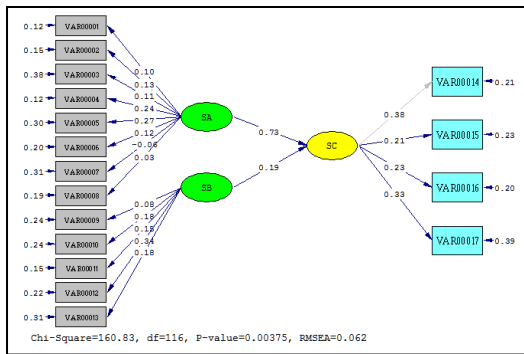 0.12 VAR00001
0.15 VAR00002
0.38 VAR00003
0.12 VAR00004
0.30 VAR00005
0.20 VAR00006
0.31 VAR00007
0.19 VAR00008
0.24 VAR00009
0.24 VAR00010
0.15 VAR00011
0.22 VAR00012
0.31 VAR00013
0.10
0.13
0.11
0.24
0.27
0.12
-0.06
0.03
0.08
0.18
0.15
0.34
0.18
SA
SB
0.73
0.19
SC
0.38
0.21
0.23
0.33
VAR00014 0.21
VAR00015 0.23
VAR00016 0.20
VAR00017 0.39
Chi-Square=160.83, df=116, P-value=0.00375, RMSEA=0.062